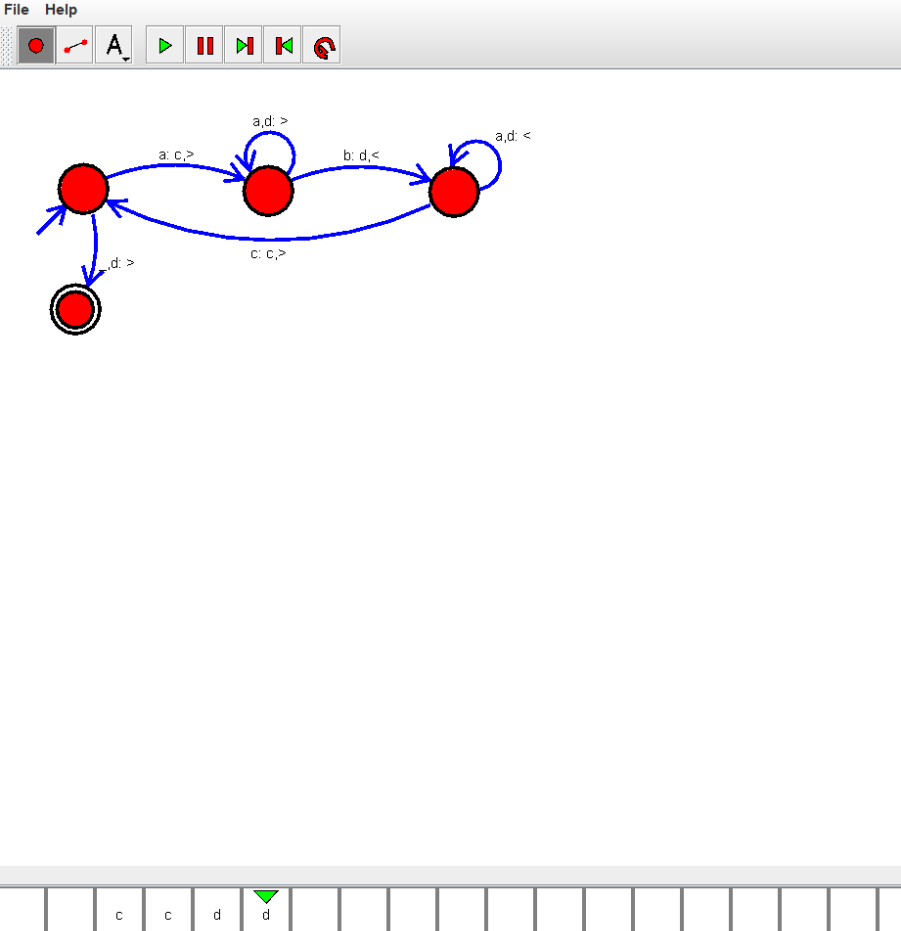 File Help
A
a,d: >
a: c,>
b: d,<
a,d: <
c: c,>
_,d: >
c c d d